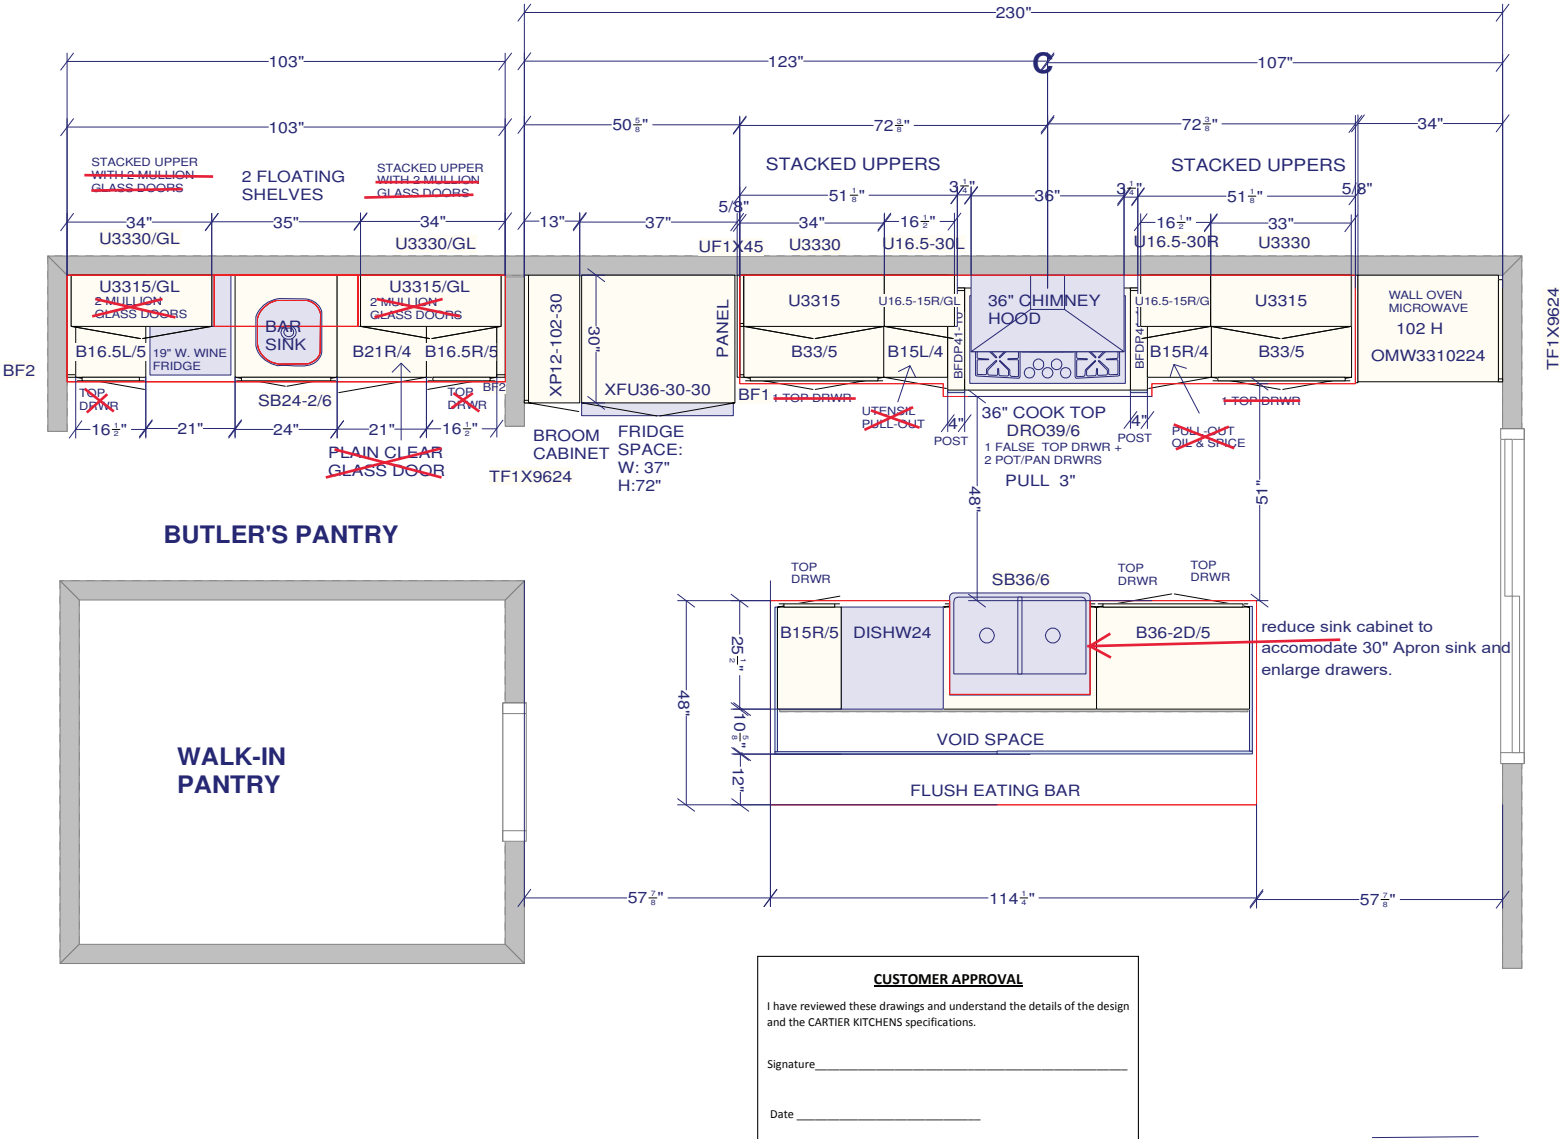 230"
103"
123"
C
107"
103"
50 5/8"
72 3/8"
72 3/8"
34"
STACKED UPPER
WITH 2 MULLION
GLASS DOORS
2 FLOATING
SHELVES
STACKED UPPER
WITH 2 MULLION
GLASS DOORS
STACKED UPPERS
STACKED UPPERS
51 1/8"
3 1/4"
36"
3 1/4"
51 1/8"
5/8"
5/8"
34"
35"
34"
13"
37"
34"
16 1/2"
16 1/2"
33"
U3330/GL
U3330/GL
UF1X45
U3330
U16.5-30L
U16.5-30R
U3330
U3315/GL
2 MULLION
GLASS DOORS
U3315/GL
2 MULLION
GLASS DOORS
BAR
SINK
XP12-102-30
30"
PANEL
U3315
U16.5-15R/GL
36" CHIMNEY
HOOD
U16.5-15R/G
U3315
WALL OVEN
MICROWAVE
102 H
OMW3310224
TF1X9624
BF2
B16.5L/5
19" W. WINE
FRIDGE
B21R/4
B16.5R/5
XFU36-30-30
B33/5
B15L/4
BFDP41-10
BFDP4
B15R/4
B33/5
TOP
DRWR
SB24-2/6
TOP
DRWR
BF2
BF1
1 TOP DRWR
1 TOP DRWR
16 1/2"
21"
24"
21"
16 1/2"
PLAIN CLEAR
GLASS DOOR
BROOM
CABINET
TF1X9624
FRIDGE
SPACE:
W: 37"
H:72"
UTENSIL
PULL-OUT
4"
POST
36" COOK TOP
DRO39/6
1 FALSE TOP DRWR +
2 POT/PAN DRWRS
PULL 3"
4"
POST
PULL-OUT
OIL & SPICE
48"
51"
BUTLER'S PANTRY
TOP
DRWR
SB36/6
TOP
DRWR
TOP
DRWR
B15R/5
DISHW24
B36-2D/5
reduce sink cabinet to
accomodate 30" Apron sink and
enlarge drawers.
25 1/2"
48"
10 5/8"
12"
VOID SPACE
FLUSH EATING BAR
WALK-IN
PANTRY
57 7/8"
114 1/4"
57 7/8"
CUSTOMER APPROVAL
I have reviewed these drawings and understand the details of the design
and the CARTIER KITCHENS specifications.
Signature
Date